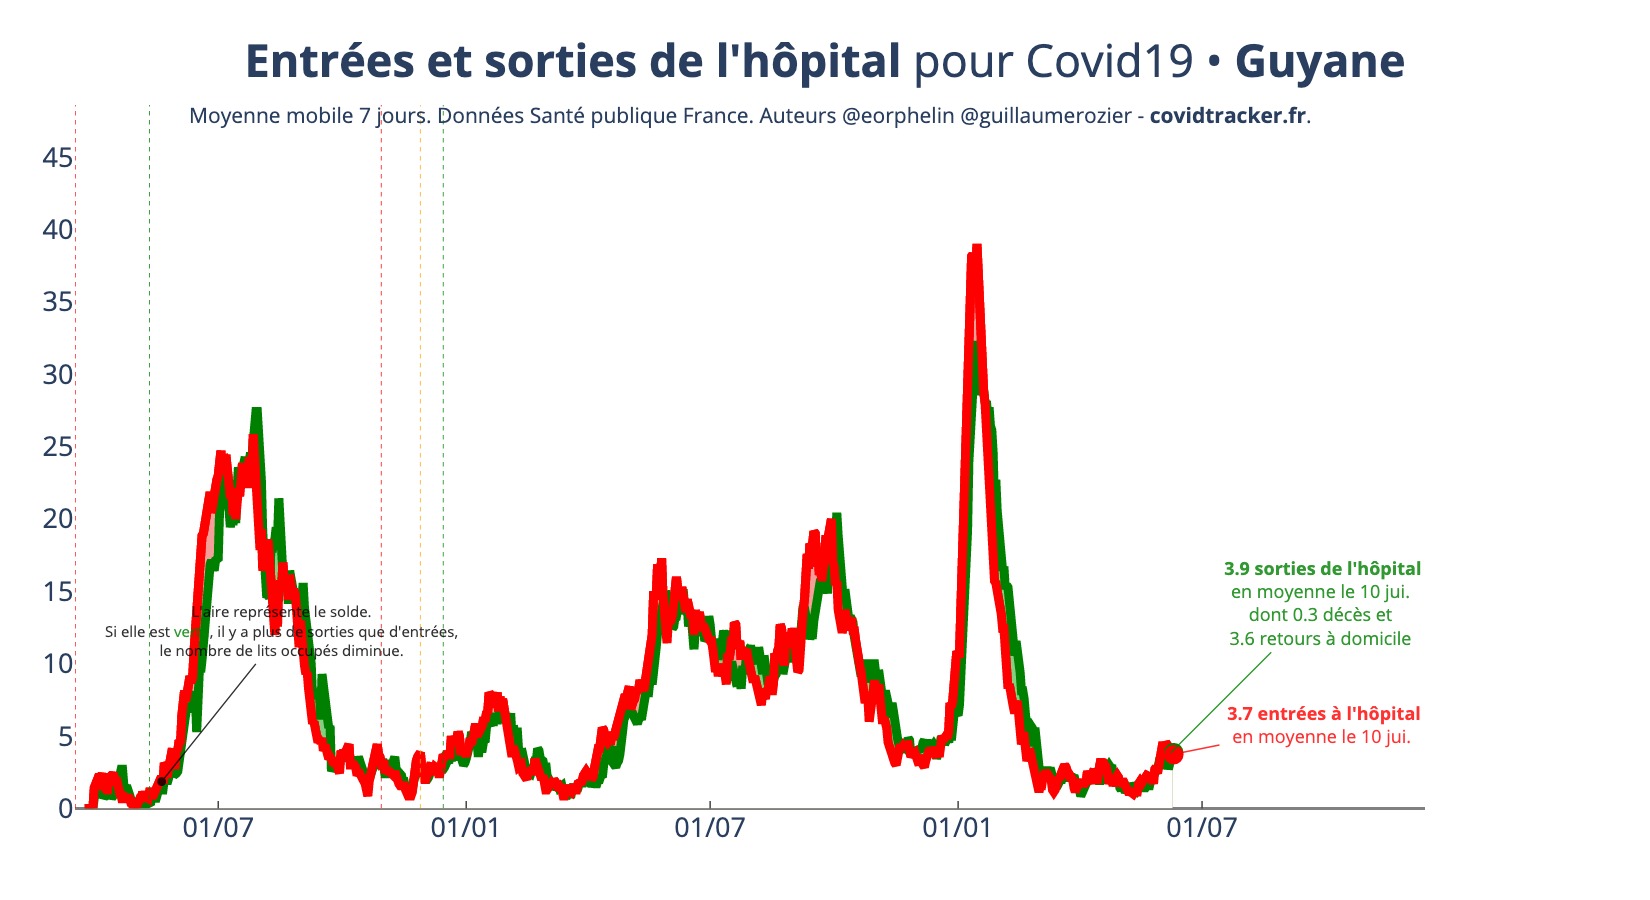 Entrées et sorties de l'hôpital pour Covid19 • Guyane
Moyenne mobile 7 jours. Données Santé publique France. Auteurs @eorphelin @guillaumerozier - covidtracker.fr.
45
40
35
30
25
20
15
10
5
0
L'aire représente le solde.
Si elle est verte, il y a plus de sorties que d'entrées,
le nombre de lits occupés diminue.
3.9 sorties de l'hôpital
en moyenne le 10 jui.
dont 0.3 décès et
3.6 retours à domicile
3.7 entrées à l'hôpital
en moyenne le 10 jui.
01/07
01/01
01/07
01/01
01/07